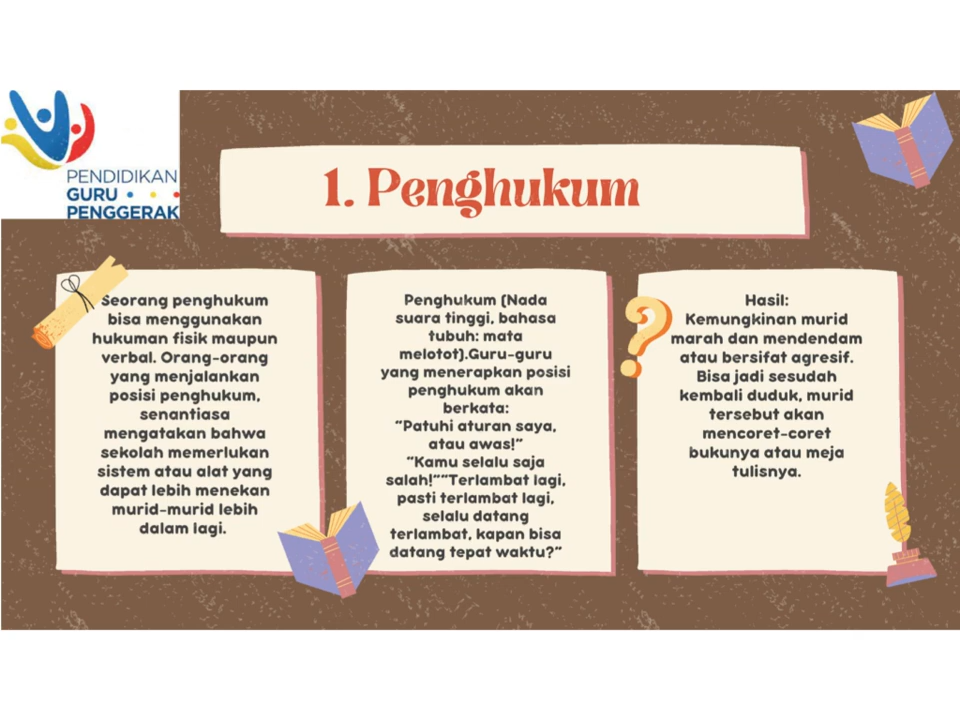 PENDIDIKAN
GURU
PENGGERAK
1. Penghukum
Seorang penghukum
bisa menggunakan
hukuman fisik maupun
verbal. Orang-orang
yang menjalankan
posisi penghukum,
senantiasa
mengatakan bahwa
sekolah memerlukan
sistem atau alat yang
dapat lebih menekan
murid-murid lebih
dalam lagi.
Penghukum (Nada
suara tinggi, bahasa
tubuh: mata
melotot).Guru-guru
yang menerapkan posisi
penghukum akan
berkata:
"Patuhi aturan saya,
atau awas!"
"Kamu selalu saja
salah!""Terlambat lagi,
pasti terlambat lagi,
selalu datang
terlambat, kapan bisa
datang tepat waktu?"
Hasil:
Kemungkinan murid
marah dan mendendam
atau bersifat agresif.
Bisa jadi sesudah
kembali duduk, murid
tersebut akan
mencoret-coret
bukunya atau meja
tulisnya.